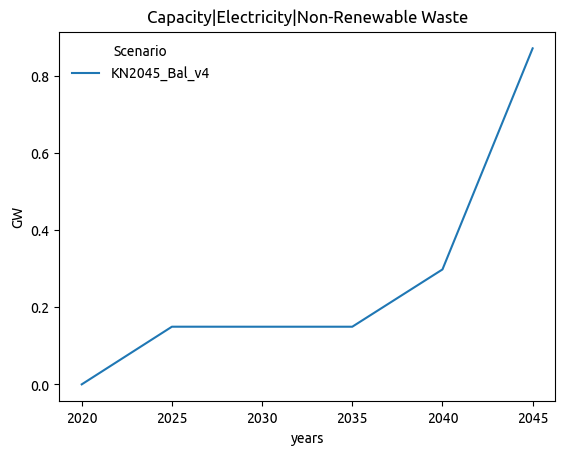 Capacity|Electricity|Non-Renewable Waste
Scenario
KN2045_Bal_v4
0.8
0.6
0.4
0.2
0.0
GW
2020 2025 2030 2035 2040 2045
years